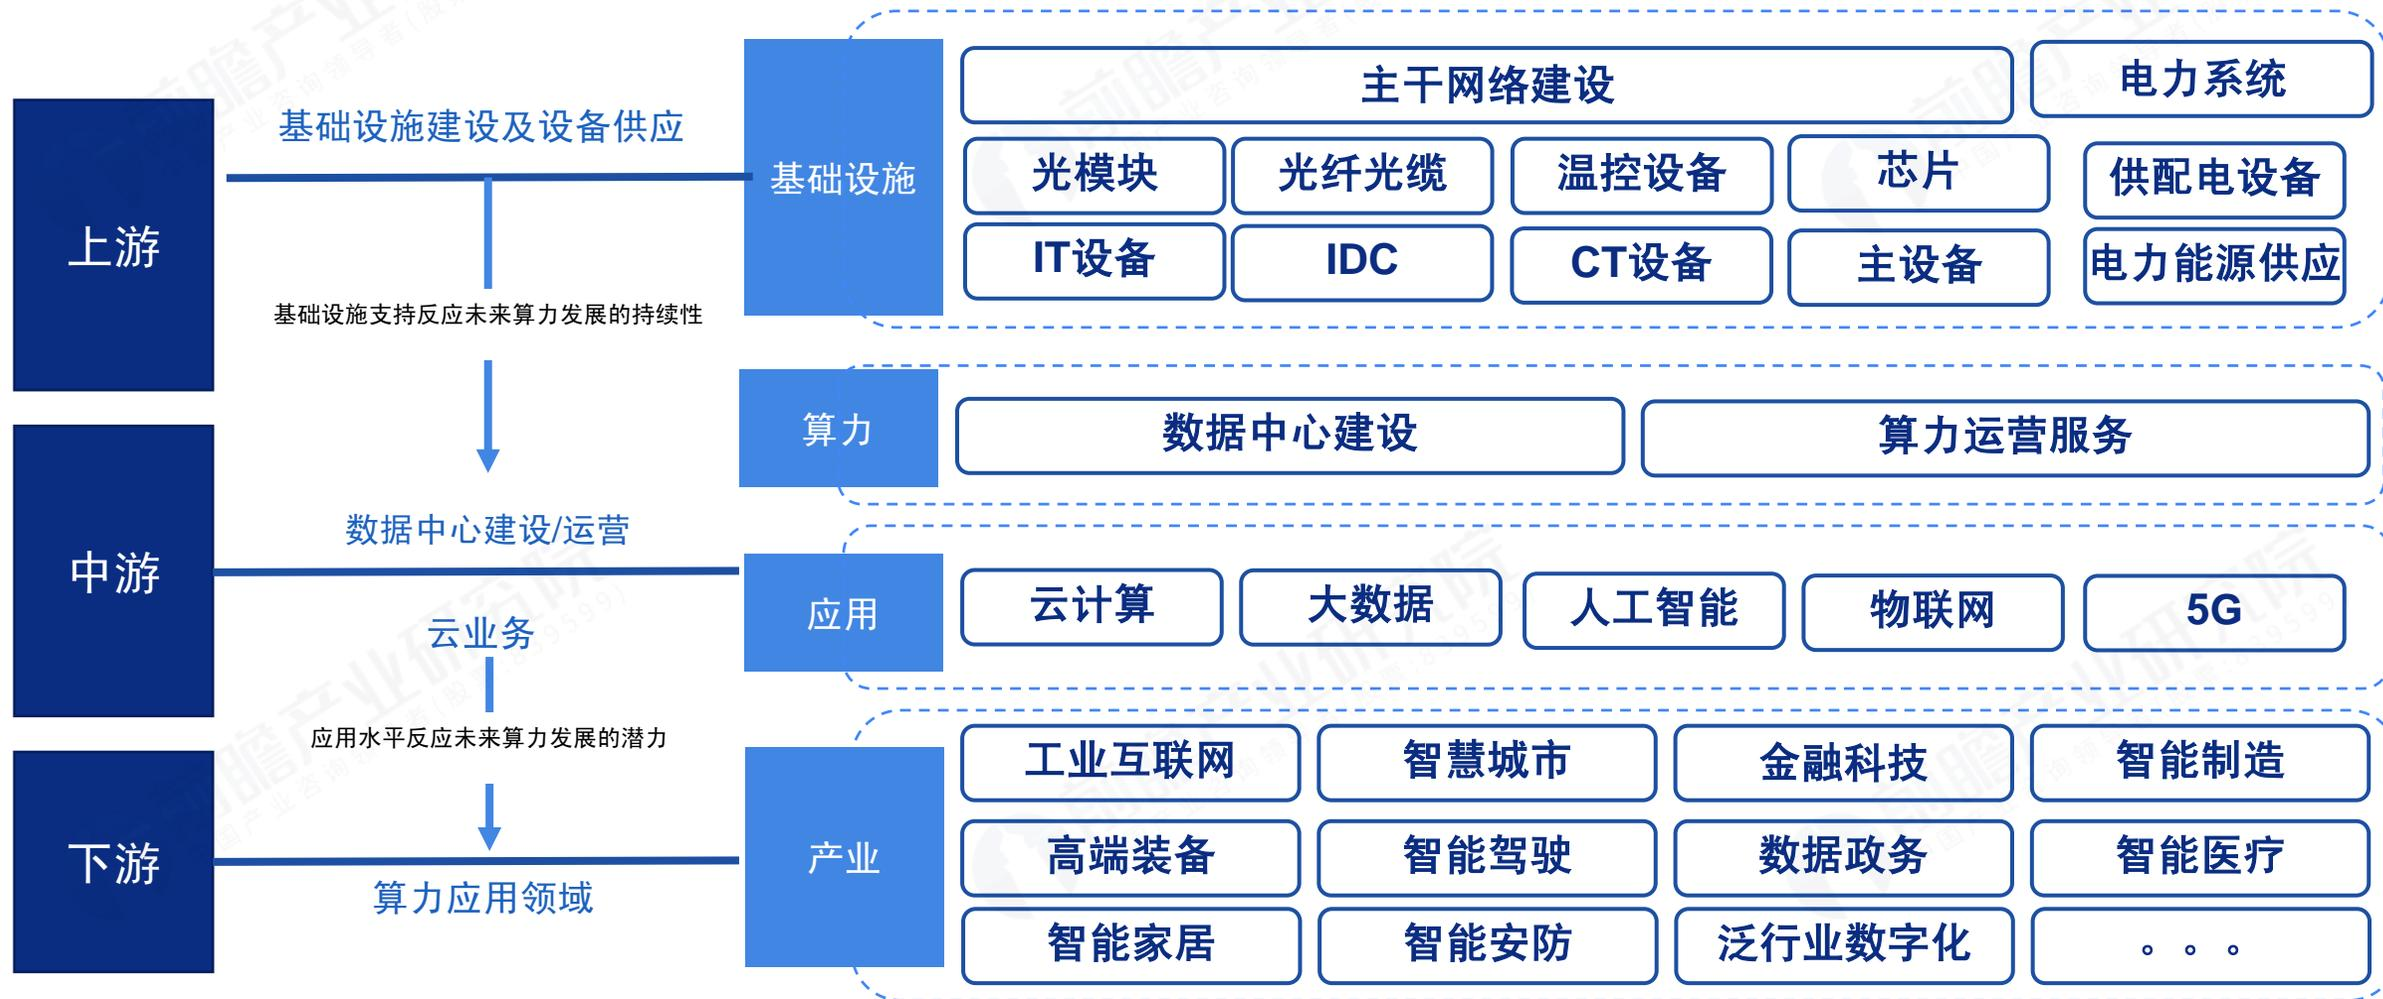 上游
基础设施建设及设备供应
基础设施支持反应未来算力发展的持续性
基础设施
主干网络建设
电力系统
光模块
光纤光缆
温控设备
芯片
供配电设备
IT设备
IDC
CT设备
主设备
电力能源供应
中游
数据中心建设/运营
云业务
应用水平反应未来算力发展的潜力
算力
数据中心建设
算力运营服务
应用
云计算
大数据
人工智能
物联网
5G
下游
算力应用领域
产业
工业互联网
智慧城市
金融科技
智能制造
高端装备
智能驾驶
数据政务
智能医疗
智能家居
智能安防
泛行业数字化
。。。
前瞻产业研究院